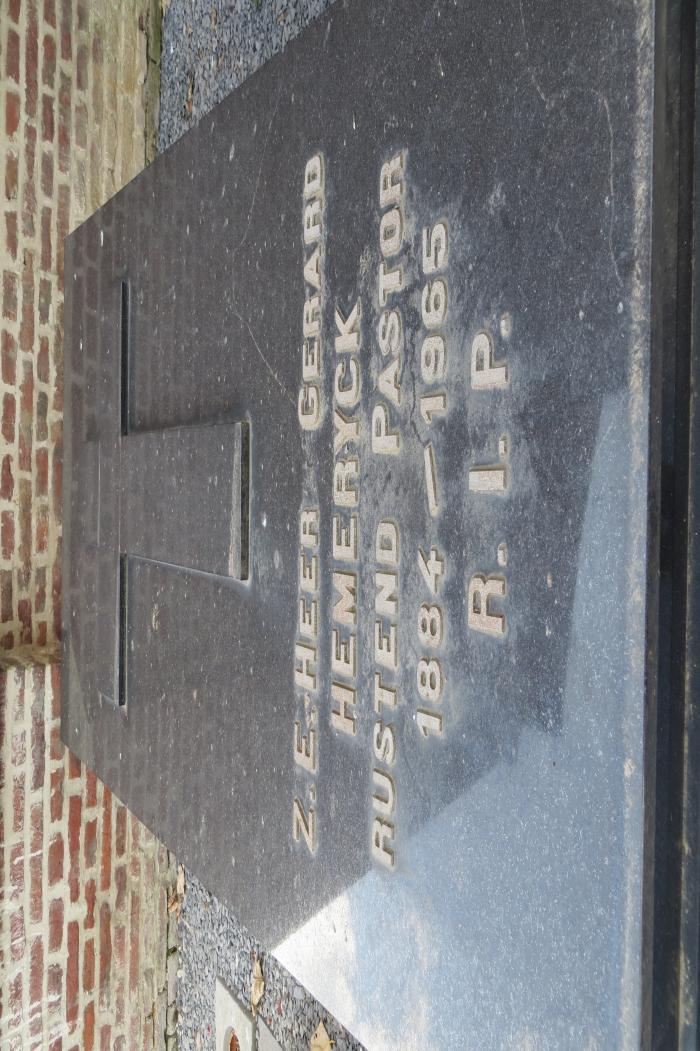 Z.E.HEER GERARD
HEMERYCK
RUSTEND PASTOR
1884-1965
R. I. P.